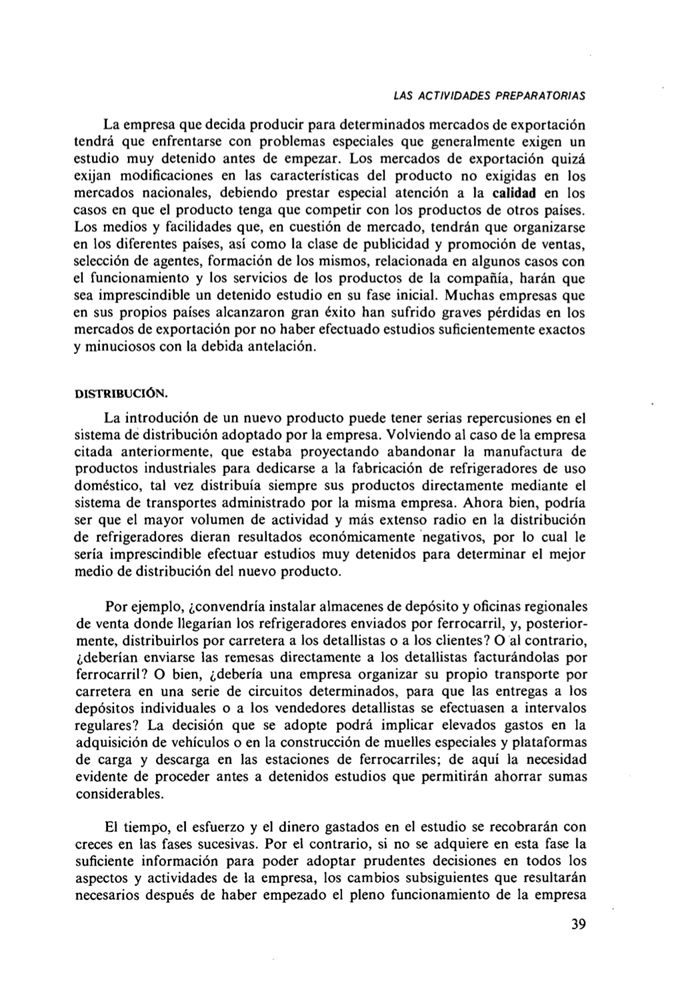 LAS ACTIVIDADES PREPARATORIAS
La empresa que decida producir para determinados mercados de exportación
tendrá que enfrentarse con problemas especiales que generalmente exigen un
estudio muy detenido antes de empezar. Los mercados de exportación quizá
exijan modificaciones en las características del producto no exigidas en los
mercados nacionales, debiendo prestar especial atención a la calidad en los
casos en que el producto tenga que competir con los productos de otros países.
Los medios y facilidades que, en cuestión de mercado, tendrán que organizarse
en los diferentes países, así como la clase de publicidad y promoción de ventas,
selección de agentes, formación de los mismos, relacionada en algunos casos con
el funcionamiento y los servicios de los productos de la compañía, harán que
sea imprescindible un detenido estudio en su fase inicial. Muchas empresas que
en sus propios países alcanzaron gran éxito han sufrido graves pérdidas en los
mercados de exportación por no haber efectuado estudios suficientemente exactos
y minuciosos con la debida antelación.
DISTRIBUCIÓN.
La introdución de un nuevo producto puede tener serias repercusiones en el
sistema de distribución adoptado por la empresa. Volviendo al caso de la empresa
citada anteriormente, que estaba proyectando abandonar la manufactura de
productos industriales para dedicarse a la fabricación de refrigeradores de uso
doméstico, tal vez distribuía siempre sus productos directamente mediante el
sistema de transportes administrado por la misma empresa. Ahora bien, podría
ser que el mayor volumen de actividad y más extenso radio en la distribución
de refrigeradores dieran resultados económicamente negativos, por lo cual le
sería imprescindible efectuar estudios muy detenidos para determinar el mejor
medio de distribución del nuevo producto.
Por ejemplo, ¿convendría instalar almacenes de depósito y oficinas regionales
de venta donde llegarían los refrigeradores enviados por ferrocarril, y, posterior-
mente, distribuirlos por carretera a los detallistas o a los clientes? O al contrario,
¿deberían enviarse las remesas directamente a los detallistas facturándolas por
ferrocarril? O bien, ¿debería una empresa organizar su propio transporte por
carretera en una serie de circuitos determinados, para que las entregas a los
depósitos individuales o a los vendedores detallistas se efectuasen a intervalos
regulares? La decisión que se adopte podrá implicar elevados gastos en la
adquisición de vehículos o en la construcción de muelles especiales y plataformas
de carga y descarga en las estaciones de ferrocarriles; de aquí la necesidad
evidente de proceder antes a detenidos estudios que permitirán ahorrar sumas
considerables.
El tiempo, el esfuerzo y el dinero gastados en el estudio se recobrarán con
creces en las fases sucesivas. Por el contrario, si no se adquiere en esta fase la
suficiente información para poder adoptar prudentes decisiones en todos los
aspectos y actividades de la empresa, los cambios subsiguientes que resultarán
necesarios después de haber empezado el pleno funcionamiento de la empresa
39